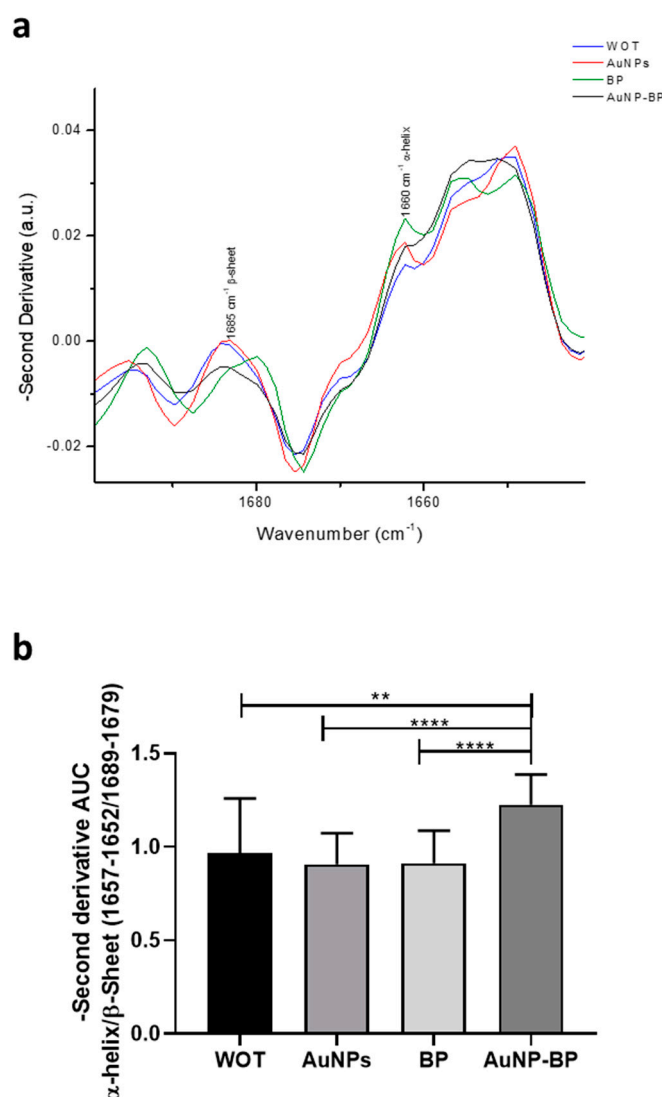 a
WOT
AuNPs
BP
AuNP-BP
0.04
0.02
0.00
-0.02
-Second Derivative (a.u.)
1685 cm⁻¹ β-sheet
1660 cm⁻¹ α-helix
1680
1660
Wavenumber (cm⁻¹)
b
**
****
****
1.5
1.0
0.5
0.0
-Second derivative AUC
α-helix/β-Sheet (1657-1652/1689-1679)
WOT
AuNPs
BP
AuNP-BP